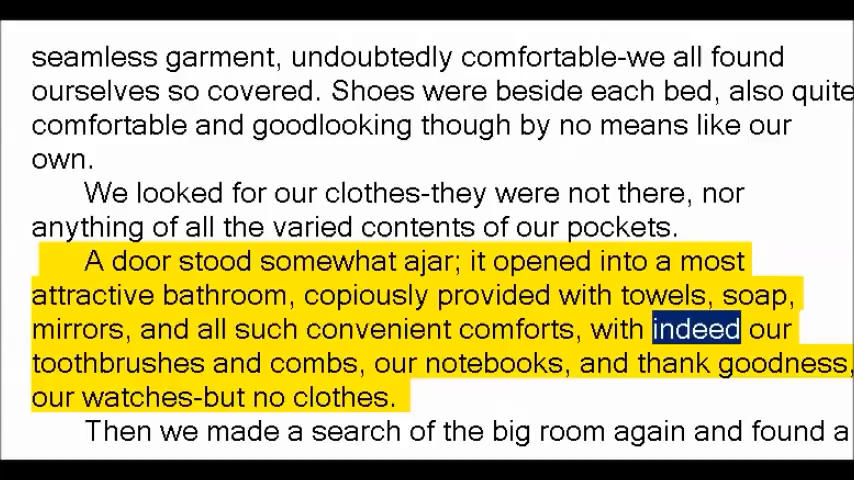 seamless garment, undoubtedly comfortable-we all found
ourselves so covered. Shoes were beside each bed, also quite
comfortable and goodlooking though by no means like our
own.
We looked for our clothes-they were not there, nor
anything of all the varied contents of our pockets.
A door stood somewhat ajar; it opened into a most
attractive bathroom, copiously provided with towels, soap,
mirrors, and all such convenient comforts, with indeed our
toothbrushes and combs, our notebooks, and thank goodness,
our watches-but no clothes.
Then we made a search of the big room again and found a